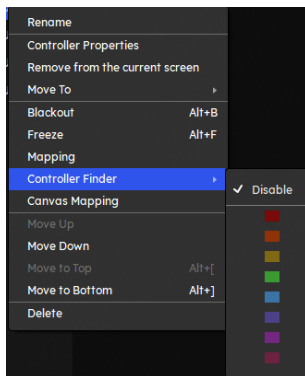 Rename
Controller Properties
Remove from the current screen
Move To
Blackout Alt+B
Freeze Alt+F
Mapping
Controller Finder
✓ Disable
Canvas Mapping
Move Up
Move Down
Move to Top Alt+[
Move to Bottom Alt+]
Delete